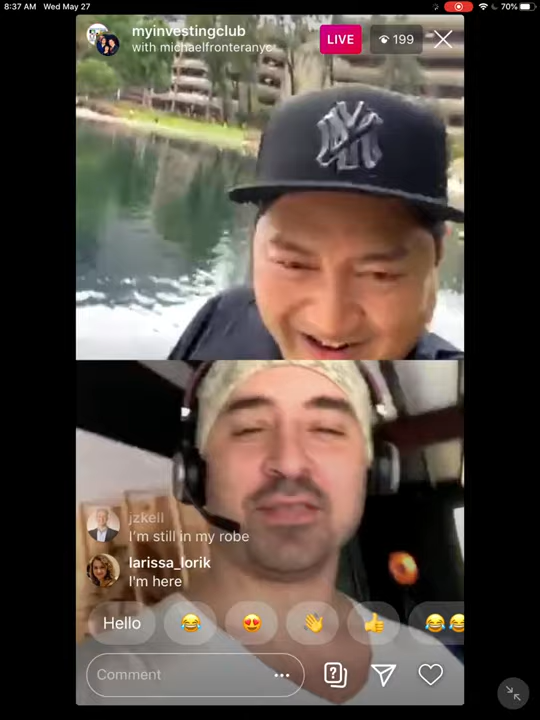 8:37 AM Wed May 27
70%
myinvestingclub
with michaelfronteranyc
LIVE
199
NY
jzkell
I'm still in my robe
larissa_lorik
I'm here
Hello
Comment